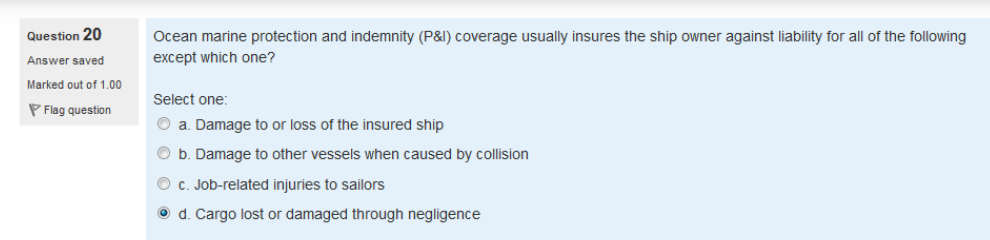 Question 20
Answer saved
Marked out of 1.00
Flag question
Ocean marine protection and indemnity (P&I) coverage usually insures the ship owner against liability for all of the following
except which one?
Select one:
a. Damage to or loss of the insured ship
b. Damage to other vessels when caused by collision
c. Job-related injuries to sailors
d. Cargo lost or damaged through negligence